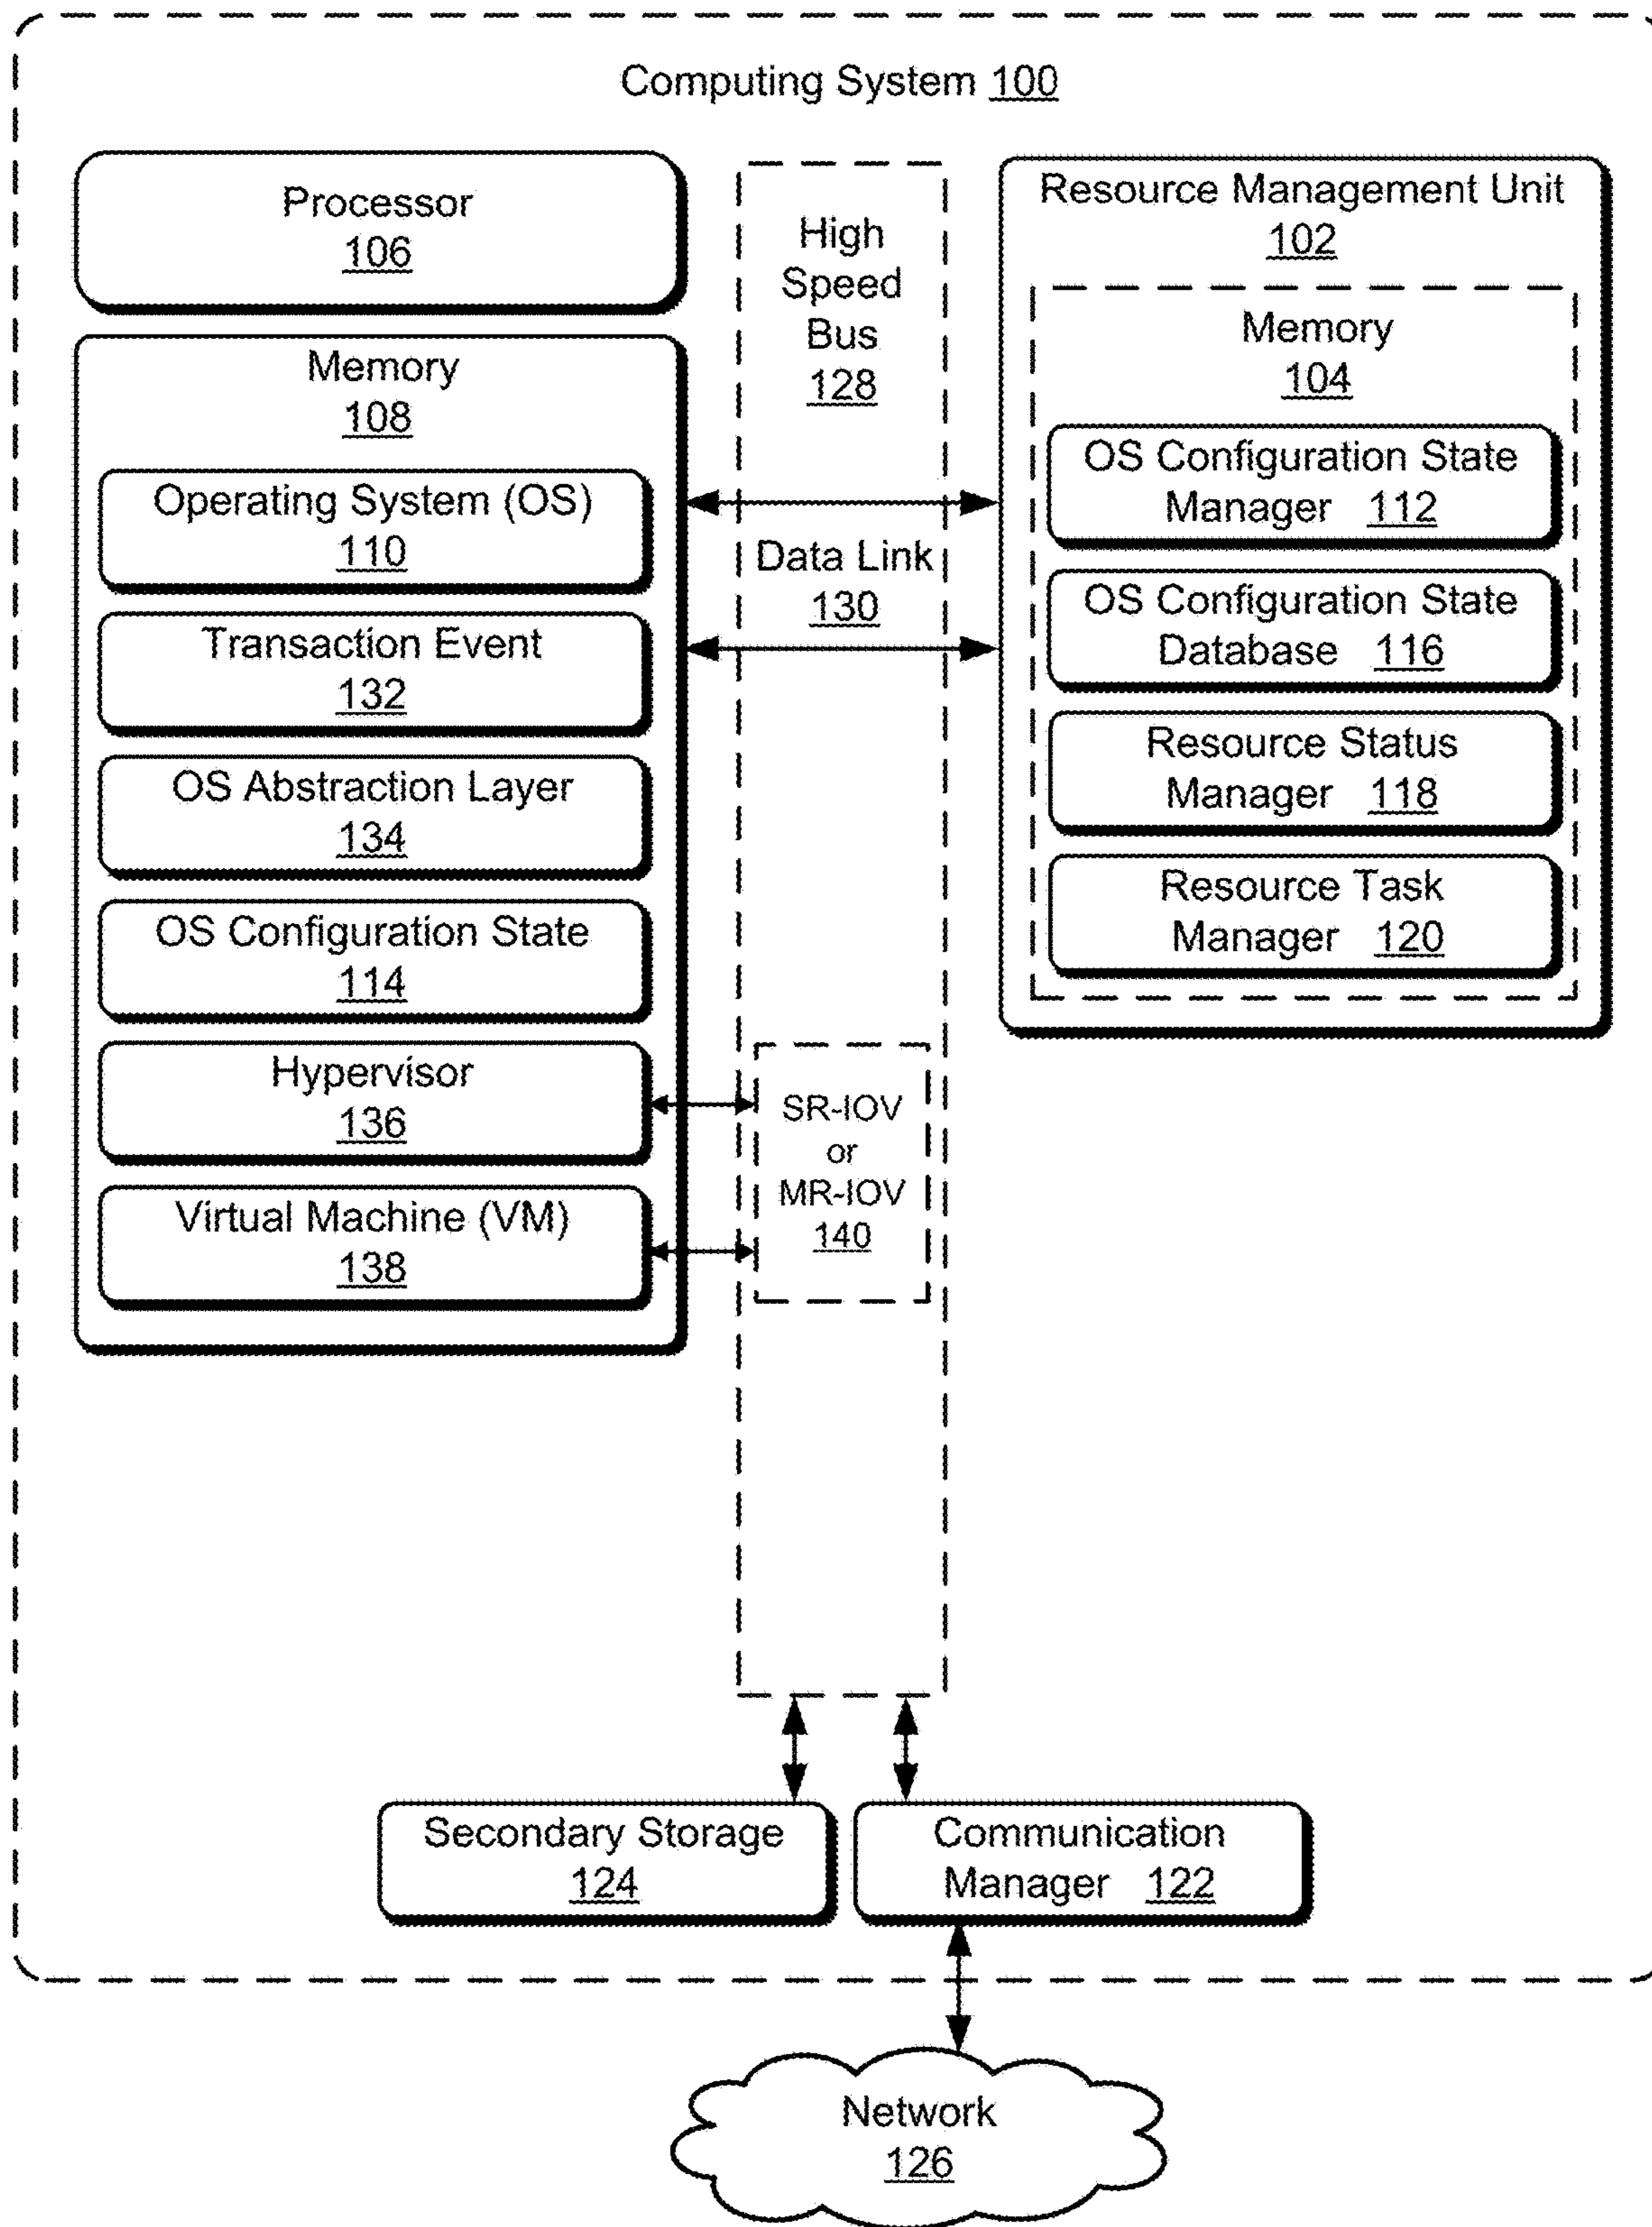 Computing System 100
Processor
106
Memory
108
Operating System (OS)
110
Transaction Event
132
OS Abstraction Layer
134
OS Configuration State
114
Hypervisor
136
Virtual Machine (VM)
138
High
Speed
Bus
128
Data Link
130
SR-IOV
or
MR-IOV
140
Resource Management Unit
102
Memory
104
OS Configuration State
Manager 112
OS Configuration State
Database 116
Resource Status
Manager 118
Resource Task
Manager 120
Secondary Storage
124
Communication
Manager 122
Network
126